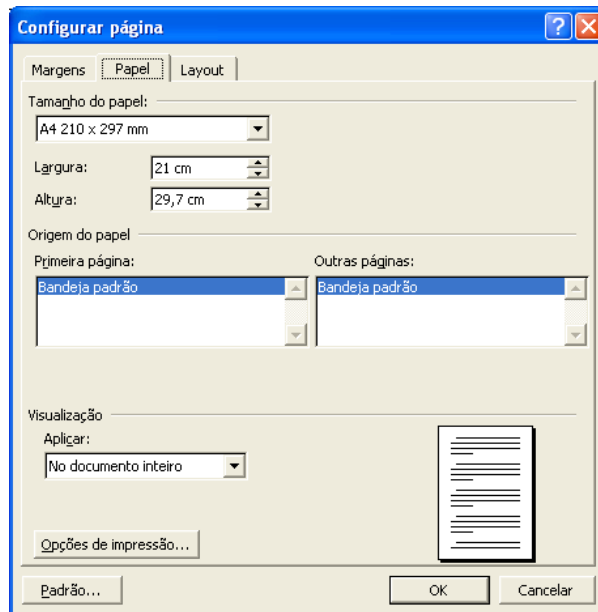 Configurar página
Margens Papel Layout
Tamanho do papel:
A4 210 x 297 mm
Largura: 21 cm
Altura: 29,7 cm
Origem do papel
Primeira página: Outras páginas:
Bandeja padrão Bandeja padrão
Visualização
Aplicar:
No documento inteiro
Opções de impressão...
Padrão... OK Cancelar